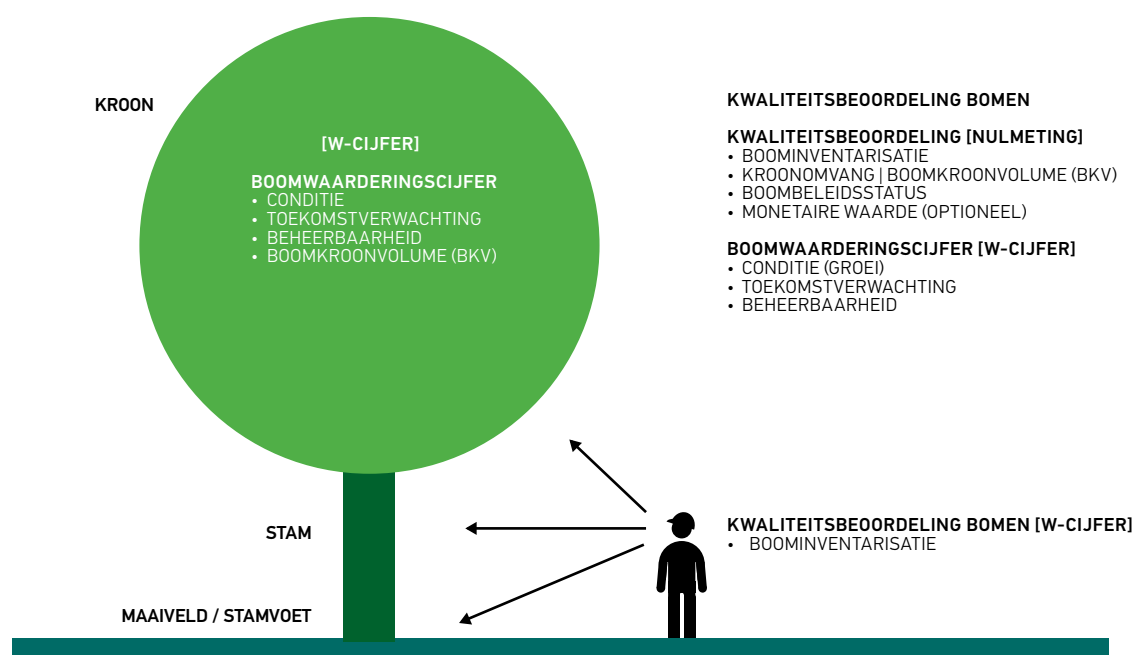 KROON
[W-CIJFER]
BOOMWAARDERINGSCIJFER
• CONDITIE
• TOEKOMSTVERWACHTING
• BEHEERBAARHEID
• BOOMKROONVOLUME (BKV)
KWALITEITSBEOORDELING BOMEN
KWALITEITSBEOORDELING [NULMETING]
• BOOMINVENTARISATIE
• KROONOMVANG | BOOMKROONVOLUME (BKV)
• BOOMBELEIDSSTATUS
• MONETAIRE WAARDE (OPTIONEEL)
BOOMWAARDERINGSCIJFER [W-CIJFER]
• CONDITIE (GROEI)
• TOEKOMSTVERWACHTING
• BEHEERBAARHEID
STAM
KWALITEITSBEOORDELING BOMEN [W-CIJFER]
• BOOMINVENTARISATIE
MAAIVELD / STAMVOET